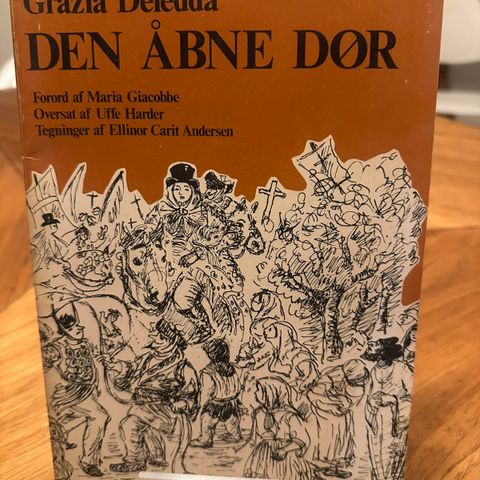 Grazia Deledda
DEN ÅBNE DØR
Forord af Maria Giacobbe
Oversat af Uffe Harder
Tegninger af Ellinor Carit Andersen